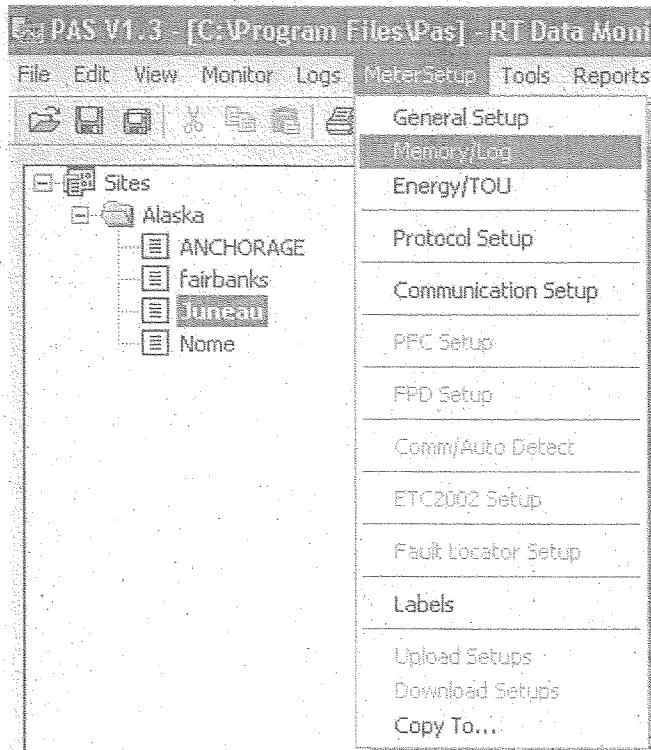 PAS V1.3 - [C:\Program Files\Pas] - RT Data Moni
File Edit View Monitor Logs MeterSetup Tools Reports
General Setup
Memory/Log
Energy/TOU
Protocol Setup
Communication Setup
PFC Setup
FPD Setup
Comm/Auto Detect
ETC2002 Setup
Fault Locator Setup
Labels
Upload Setups
Download Setups
Copy To...
Sites
Alaska
ANCHORAGE
fairbanks
Juneau
Nome